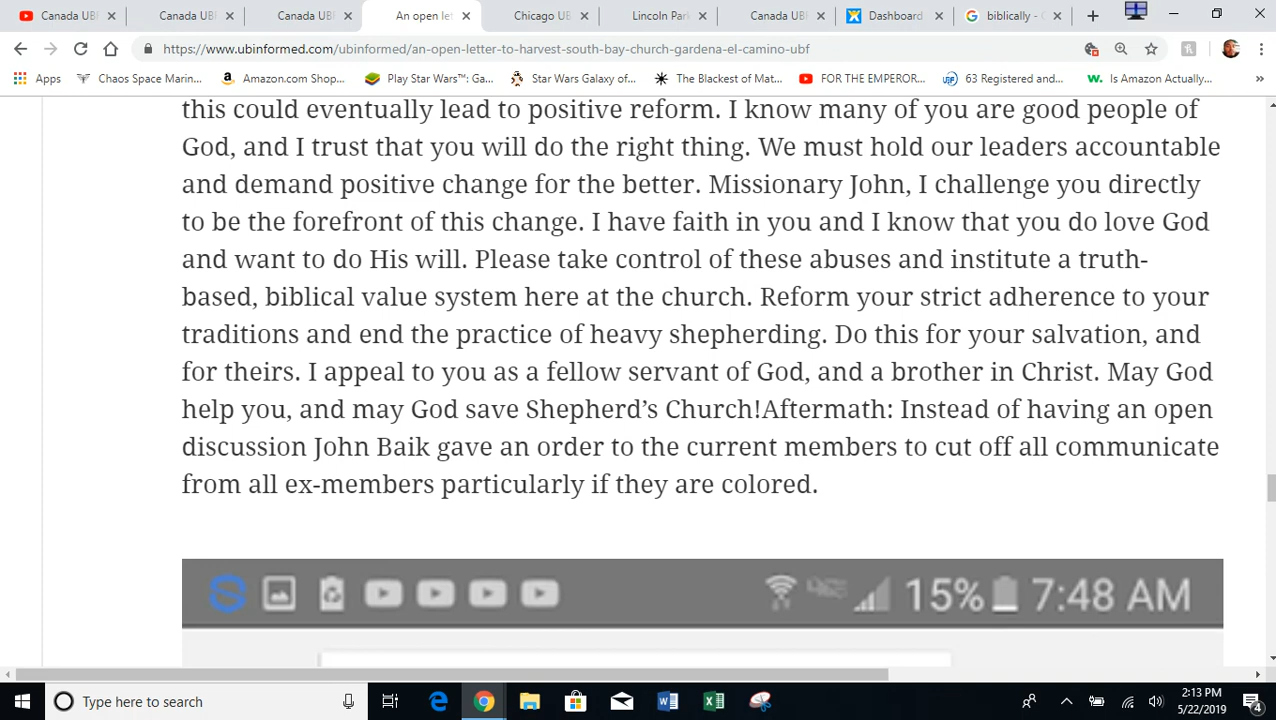 Canada UBF
Canada UBF
Canada UBF
An open let
Chicago UB
Lincoln Park
Canada UBF
Dashboard
biblically - G
https://www.ubinformed.com/ubinformed/an-open-letter-to-harvest-south-bay-church-gardena-el-camino-ubf
Apps
Chaos Space Marin...
Amazon.com Shop...
Play Star Wars™: Ga...
Star Wars Galaxy of...
The Blackest of Mat...
FOR THE EMPEROR...
63 Registered and...
Is Amazon Actually...
»
this could eventually lead to positive reform. I know many of you are good people of
God, and I trust that you will do the right thing. We must hold our leaders accountable
and demand positive change for the better. Missionary John, I challenge you directly
to be the forefront of this change. I have faith in you and I know that you do love God
and want to do His will. Please take control of these abuses and institute a truth-
based, biblical value system here at the church. Reform your strict adherence to your
traditions and end the practice of heavy shepherding. Do this for your salvation, and
for theirs. I appeal to you as a fellow servant of God, and a brother in Christ. May God
help you, and may God save Shepherd’s Church!Aftermath: Instead of having an open
discussion John Baik gave an order to the current members to cut off all communicate
from all ex-members particularly if they are colored.
15% 7:48 AM
Type here to search
2:13 PM
5/22/2019
4